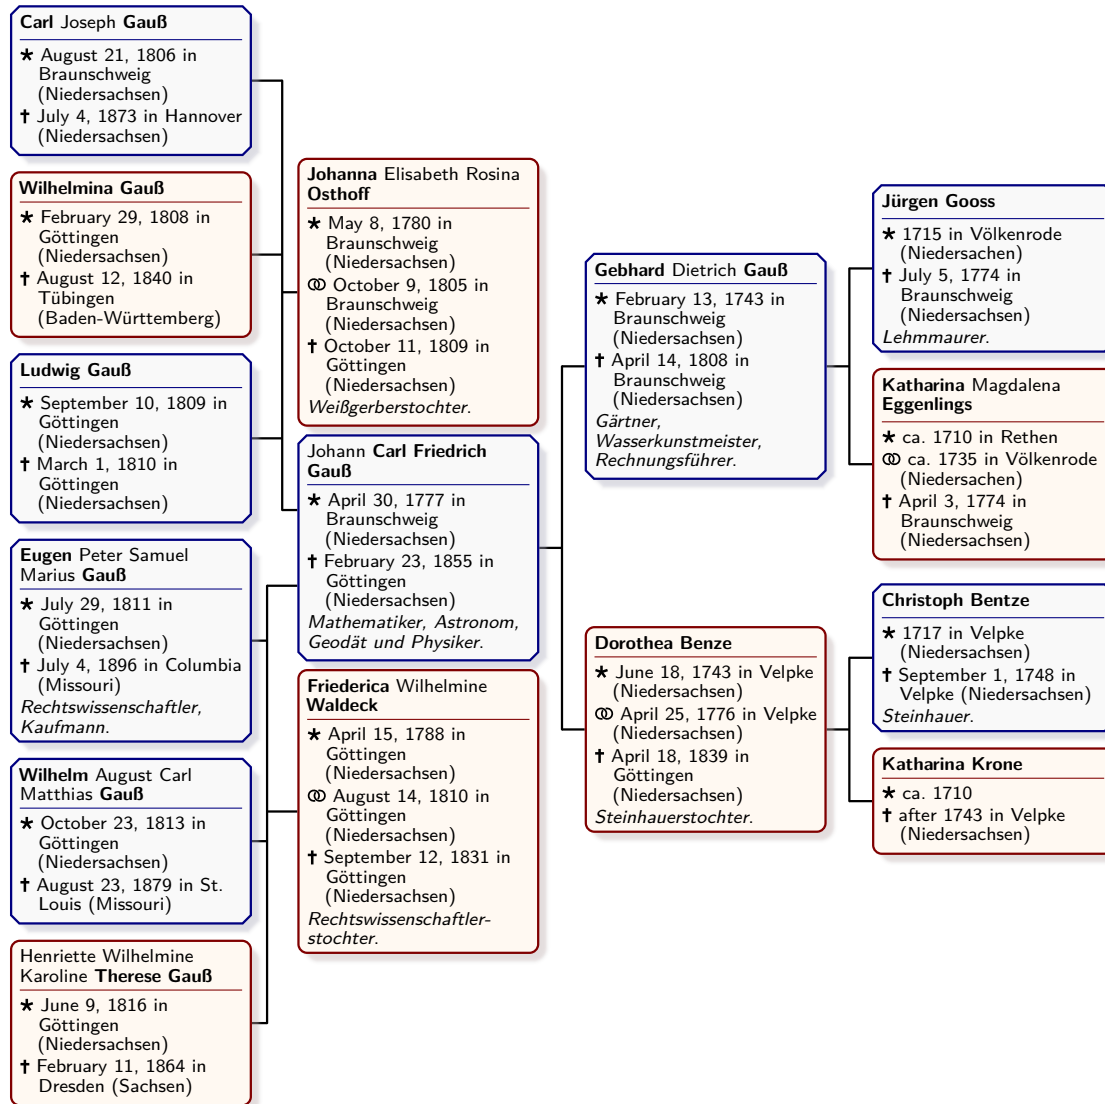 Carl Joseph Gauß
★ August 21, 1806 in
Braunschweig
(Niedersachsen)
† July 4, 1873 in Hannover
(Niedersachsen)
Wilhelmina Gauß
★ February 29, 1808 in
Göttingen
(Niedersachsen)
† August 12, 1840 in
Tübingen
(Baden-Württemberg)
Ludwig Gauß
★ September 10, 1809 in
Göttingen
(Niedersachsen)
† March 1, 1810 in
Göttingen
(Niedersachsen)
Eugen Peter Samuel
Marius Gauß
★ July 29, 1811 in
Göttingen
(Niedersachsen)
† July 4, 1896 in Columbia
(Missouri)
Rechtswissenschaftler,
Kaufmann.
Wilhelm August Carl
Matthias Gauß
★ October 23, 1813 in
Göttingen
(Niedersachsen)
† August 23, 1879 in St.
Louis (Missouri)
Henriette Wilhelmine
Karoline Therese Gauß
★ June 9, 1816 in
Göttingen
(Niedersachsen)
† February 11, 1864 in
Dresden (Sachsen)
Johanna Elisabeth Rosina
Osthoff
★ May 8, 1780 in
Braunschweig
(Niedersachsen)
⚭ October 9, 1805 in
Braunschweig
(Niedersachsen)
† October 11, 1809 in
Göttingen
(Niedersachsen)
Weißgerberstochter.
Johann Carl Friedrich
Gauß
★ April 30, 1777 in
Braunschweig
(Niedersachsen)
† February 23, 1855 in
Göttingen
(Niedersachsen)
Mathematiker, Astronom,
Geodät und Physiker.
Friederica Wilhelmine
Waldeck
★ April 15, 1788 in
Göttingen
(Niedersachsen)
⚭ August 14, 1810 in
Göttingen
(Niedersachsen)
† September 12, 1831 in
Göttingen
(Niedersachsen)
Rechtswissenschaftler-
stochter.
Gebhard Dietrich Gauß
★ February 13, 1743 in
Braunschweig
(Niedersachsen)
† April 14, 1808 in
Braunschweig
(Niedersachsen)
Gärtner,
Wasserkunstmeister,
Rechnungsführer.
Dorothea Benze
★ June 18, 1743 in Velpke
(Niedersachsen)
⚭ April 25, 1776 in Velpke
(Niedersachsen)
† April 18, 1839 in
Göttingen
(Niedersachsen)
Steinhauerstochter.
Jürgen Gooss
★ 1715 in Völkenrode
(Niedersachen)
† July 5, 1774 in
Braunschweig
(Niedersachsen)
Lehmmaurer.
Katharina Magdalena
Eggenlings
★ ca. 1710 in Rethen
⚭ ca. 1735 in Völkenrode
(Niedersachen)
† April 3, 1774 in
Braunschweig
(Niedersachsen)
Christoph Bentze
★ 1717 in Velpke
(Niedersachsen)
† September 1, 1748 in
Velpke (Niedersachsen)
Steinhauer.
Katharina Krone
★ ca. 1710
† after 1743 in Velpke
(Niedersachsen)